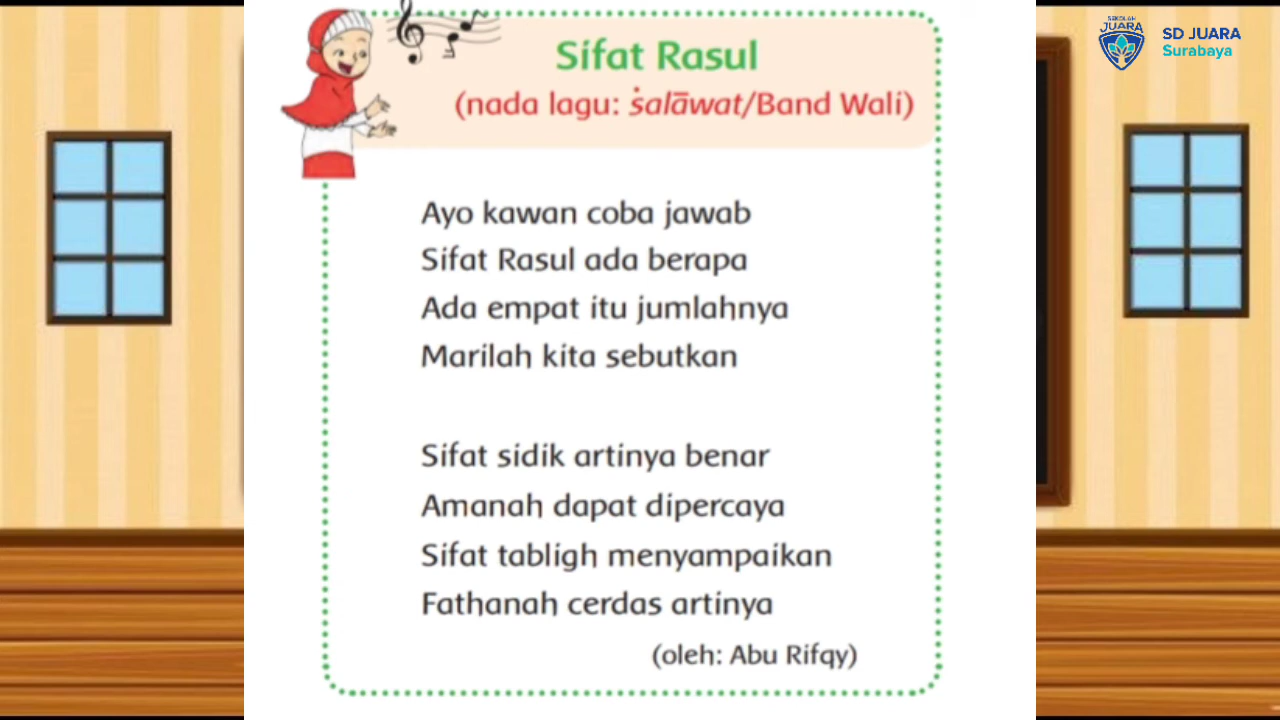 Sifat Rasul
(nada lagu: ṡalāwat/Band Wali)
Ayo kawan coba jawab
Sifat Rasul ada berapa
Ada empat itu jumlahnya
Marilah kita sebutkan
Sifat sidik artinya benar
Amanah dapat dipercaya
Sifat tabligh menyampaikan
Fathanah cerdas artinya
(oleh: Abu Rifqy)
SEKOLAH
JUARA
SD JUARA
Surabaya